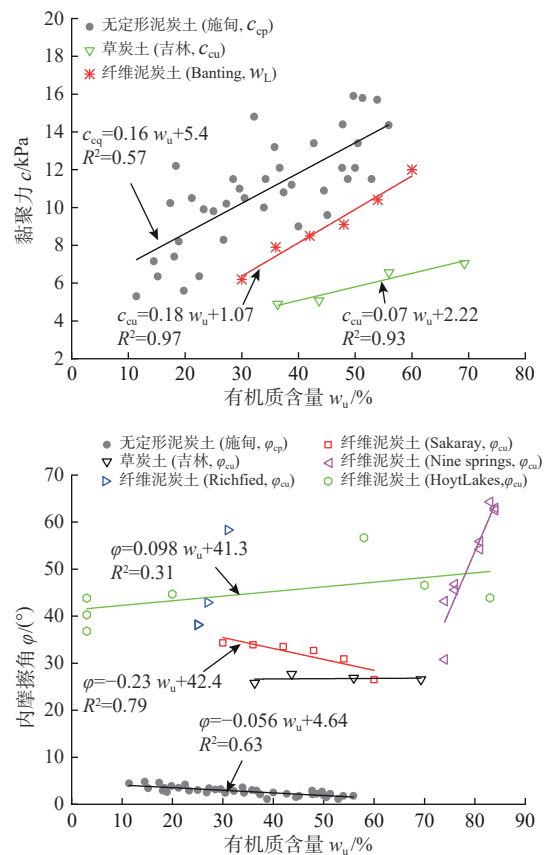 无定形泥炭土 (施甸, c_cp)
草炭土 (吉林, c_cu)
纤维泥炭土 (Banting, w_L)
c_cq=0.16 w_u+5.4
R²=0.57
c_cu=0.18 w_u+1.07
R²=0.97
c_cu=0.07 w_u+2.22
R²=0.93
黏聚力 c/kPa
18
16
14
12
10
8
6
4
2
0 10 20 30 40 50 60 70 80
有机质含量 w_u/%
无定形泥炭土 (施甸, φ_cp)
草炭土 (吉林, φ_cu)
纤维泥炭土 (Richfied, φ_cu)
纤维泥炭土 (Sakaray, φ_cu)
纤维泥炭土 (Nine springs, φ_cu)
纤维泥炭土 (HoytLakes,φ_cu)
φ=0.098 w_u+41.3
R²=0.31
φ=−0.23 w_u+42.4
R²=0.79
φ=−0.056 w_u+4.64
R²=0.63
内摩擦角 φ/(°)
70
60
50
40
30
20
10
0
0 10 20 30 40 50 60 70 80 90
有机质含量 w_u/%